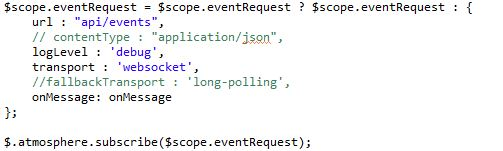 $scope.eventRequest = $scope.eventRequest ? $scope.eventRequest : {
    url : "api/events",
    // contentType : "application/json",
    logLevel : 'debug',
    transport : 'websocket',
    //fallbackTransport : 'long-polling',
    onMessage: onMessage
};

$.atmosphere.subscribe($scope.eventRequest);